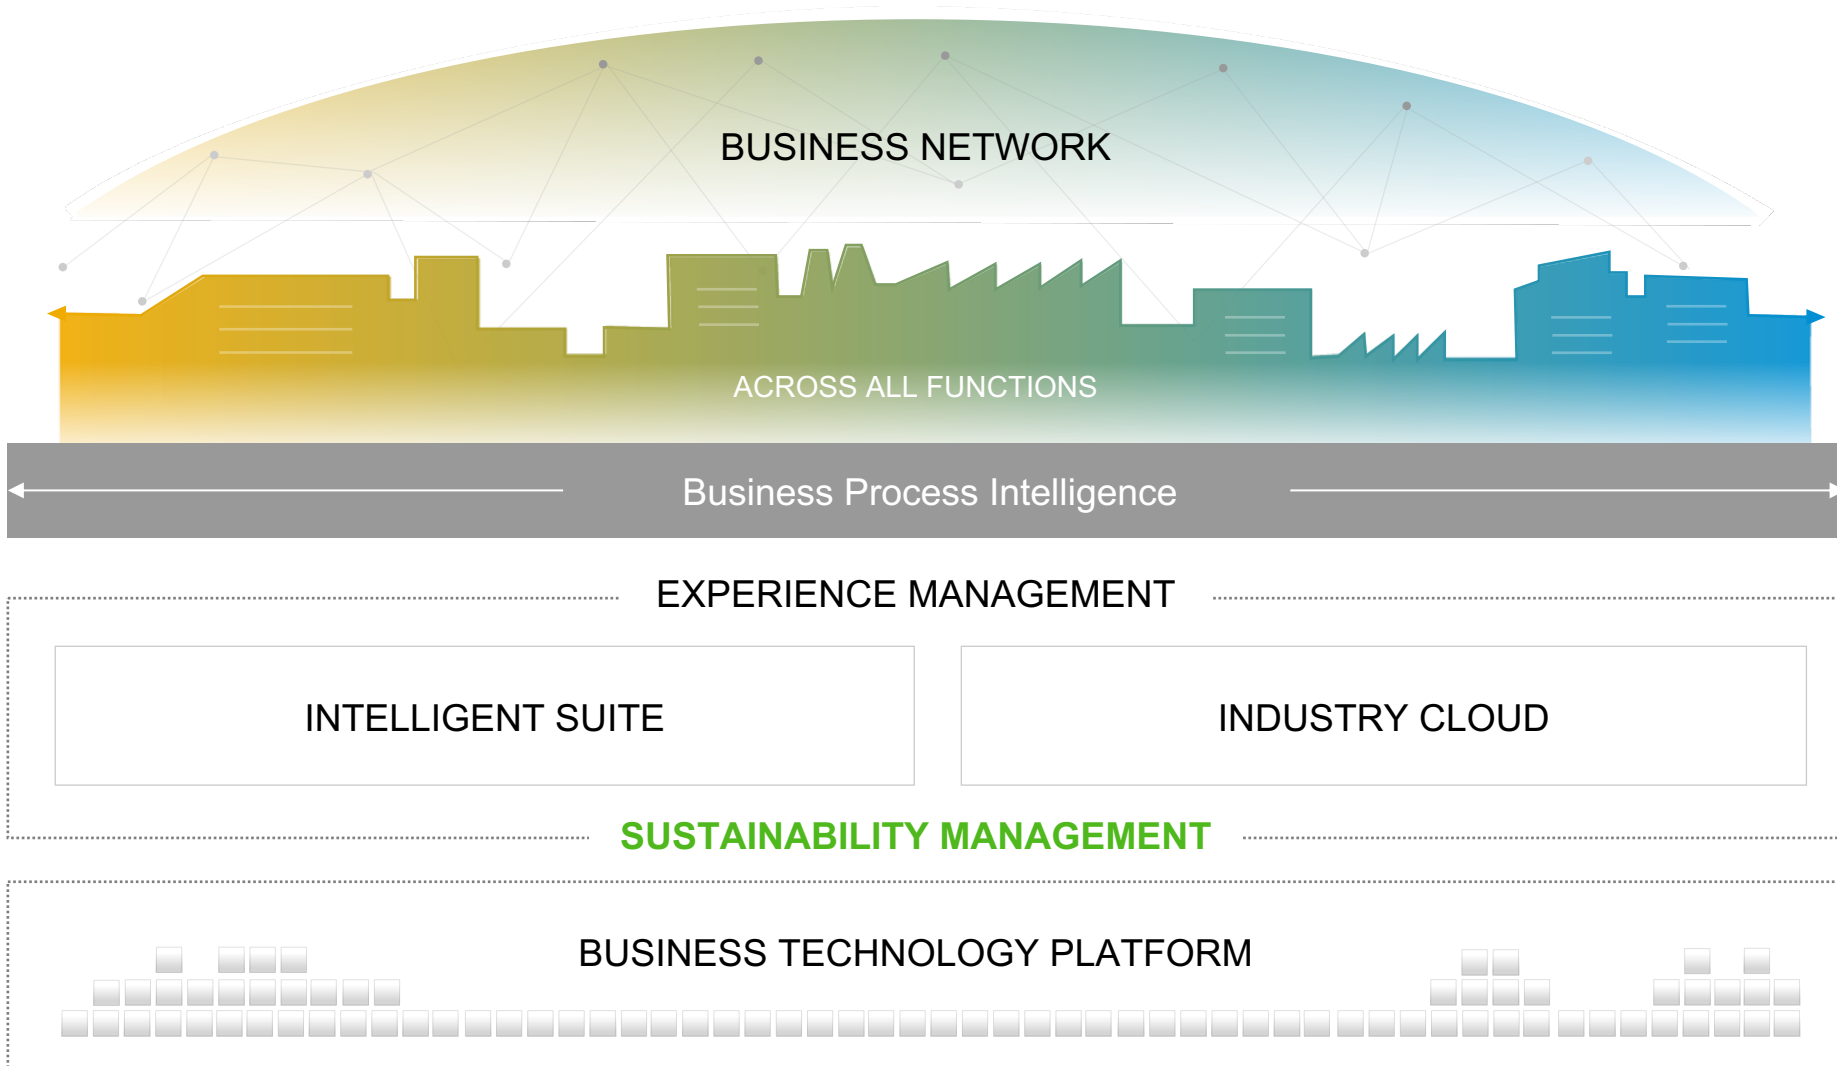 BUSINESS NETWORK
ACROSS ALL FUNCTIONS
Business Process Intelligence
EXPERIENCE MANAGEMENT
INTELLIGENT SUITE
INDUSTRY CLOUD
SUSTAINABILITY MANAGEMENT
BUSINESS TECHNOLOGY PLATFORM